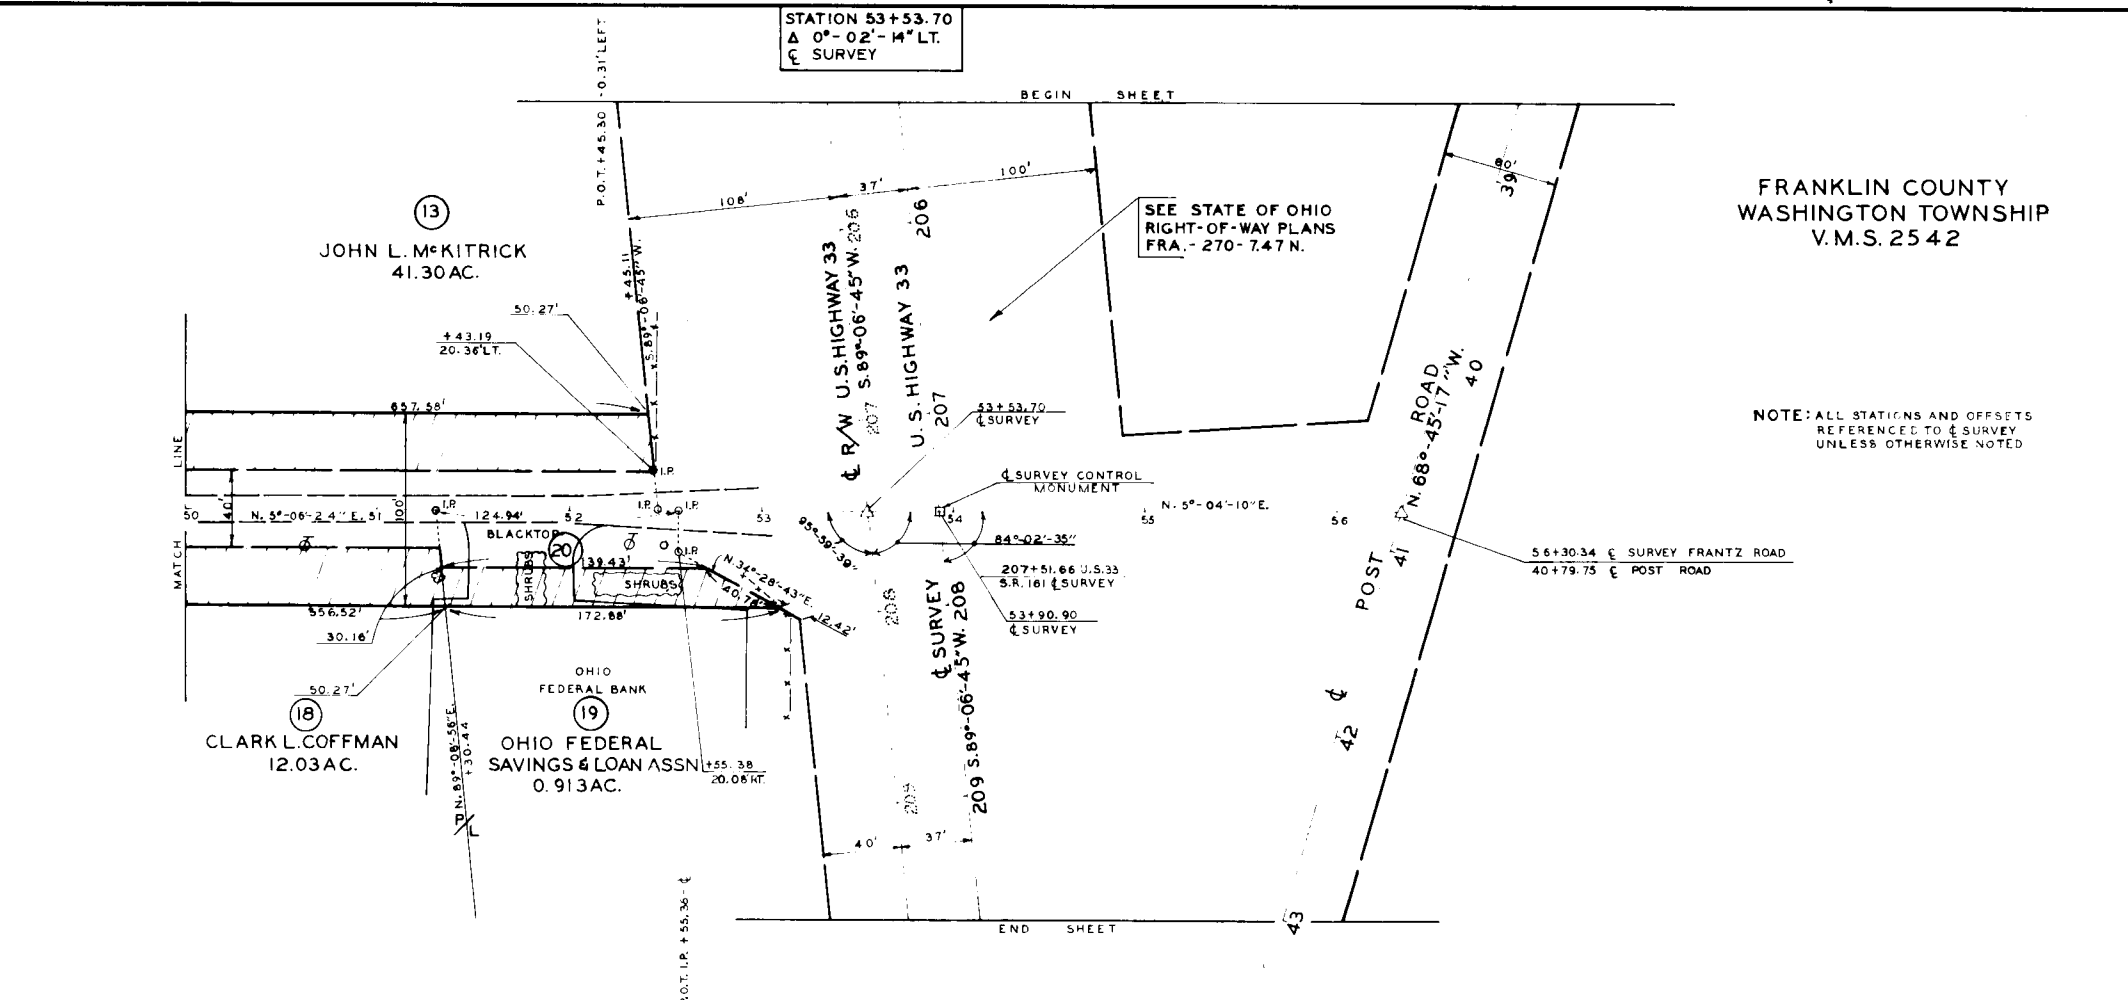 STATION 53+53.70
Δ 0°-02'-14" LT.
℄ SURVEY
P.O.T. +45.30 - 0.31' LEFT
BEGIN SHEET
108'
37'
100'
80'
39
FRANKLIN COUNTY
WASHINGTON TOWNSHIP
V.M.S. 2542
13
JOHN L. McKITRICK
41.30 AC.
SEE STATE OF OHIO
RIGHT-OF-WAY PLANS
FRA.- 270-7.47 N.
+45.11
S. 89°-06'-45" W.
℄ R/W U.S. HIGHWAY 33
S. 89°-06'-45" W.
206
207
U.S. HIGHWAY 33
206
207
50.27'
+43.19
20.36' LT.
657.58'
53+53.70
℄ SURVEY
℄ SURVEY CONTROL
MONUMENT
POST ROAD
N. 68°-45'-17" W.
40
41
NOTE: ALL STATIONS AND OFFSETS
REFERENCED TO ℄ SURVEY
UNLESS OTHERWISE NOTED
MATCH LINE
40'
100'
I.P.
I.P.
I.P.
I.P.
I.P.
50
N. 5°-06'-24" E.
51
124.94'
52
53
54
N. 5°-04'-10" E.
55
56
BLACKTOP
20
39.43'
SHRUBS
SHRUBS
N. 34°-28'-43" E.
40.78'
12.42'
95°-59'-39"
84°-02'-35"
207+51.66 U.S. 33
S.R. 161 ℄ SURVEY
53+90.90
℄ SURVEY
56+30.34 ℄ SURVEY FRANTZ ROAD
40+79.75 ℄ POST ROAD
556.52'
30.16'
172.88'
50.27'
18
CLARK L. COFFMAN
12.03 AC.
OHIO
FEDERAL BANK
19
OHIO FEDERAL
SAVINGS & LOAN ASSN
0.913 AC.
N. 89°-08'-56" E.
+30.44
P/L
+55.38
20.08' RT.
℄ SURVEY
S. 89°-06'-45" W.
208
209
208
209
40'
37'
℄
42
43
END SHEET
.O.T. I.P. + 55.36 - ℄